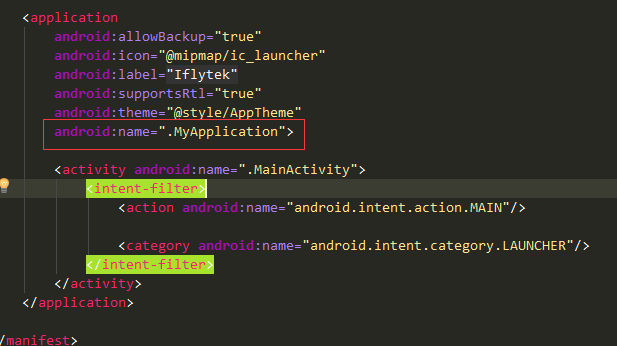 <application
android:allowBackup="true"
android:icon="@mipmap/ic_launcher"
android:label="Iflytek"
android:supportsRtl="true"
android:theme="@style/AppTheme"
android:name=".MyApplication">
<activity android:name=".MainActivity">
<intent-filter>
<action android:name="android.intent.action.MAIN"/>
<category android:name="android.intent.category.LAUNCHER"/>
</intent-filter>
</activity>
</application>
/manifest>